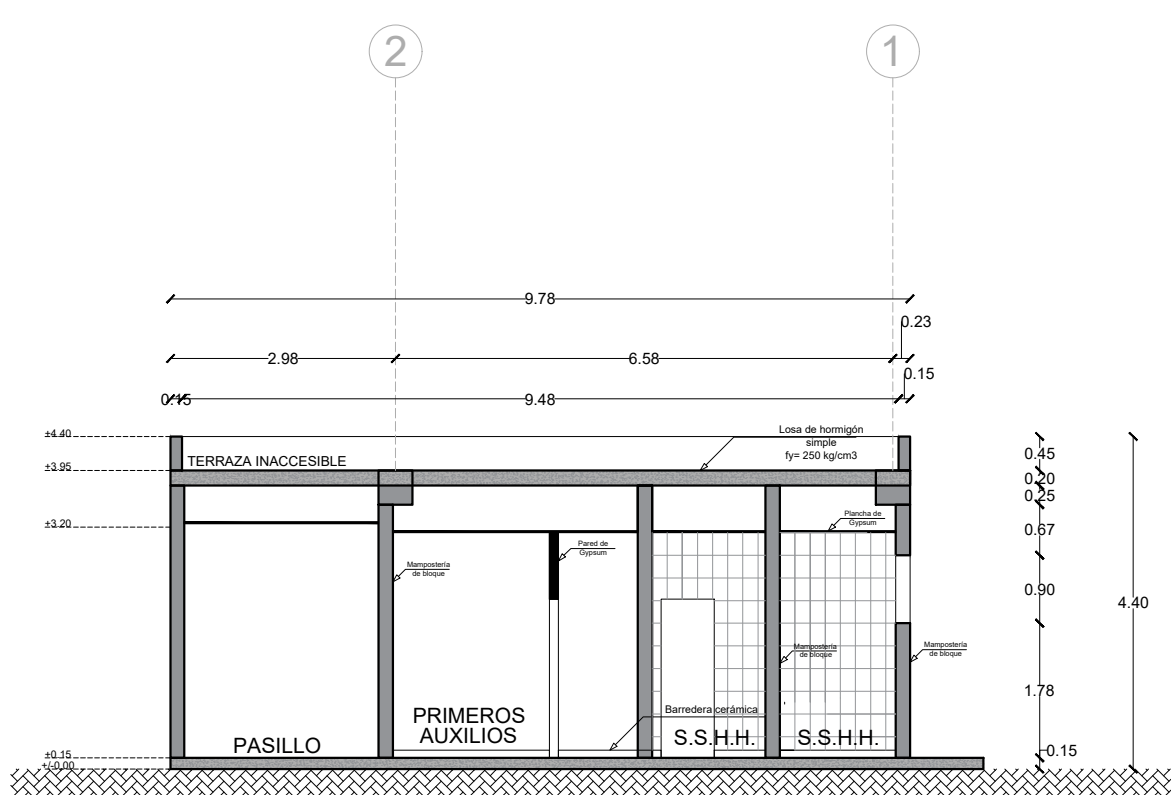 2
1
9.78
0.23
2.98
6.58
0.15
0.15
9.48
±4.40
Losa de hormigón
simple
fy= 250 kg/cm3
TERRAZA INACCESIBLE
±3.95
0.45
0.20
0.25
±3.20
Plancha de
Gypsum
0.67
Pared de
Gypsum
Mampostería
de bloque
0.90
4.40
Mampostería
de bloque
Mampostería
de bloque
1.78
PRIMEROS
AUXILIOS
Barredera cerámica
PASILLO
S.S.H.H.
S.S.H.H.
±0.15
0.15
+/-0.00